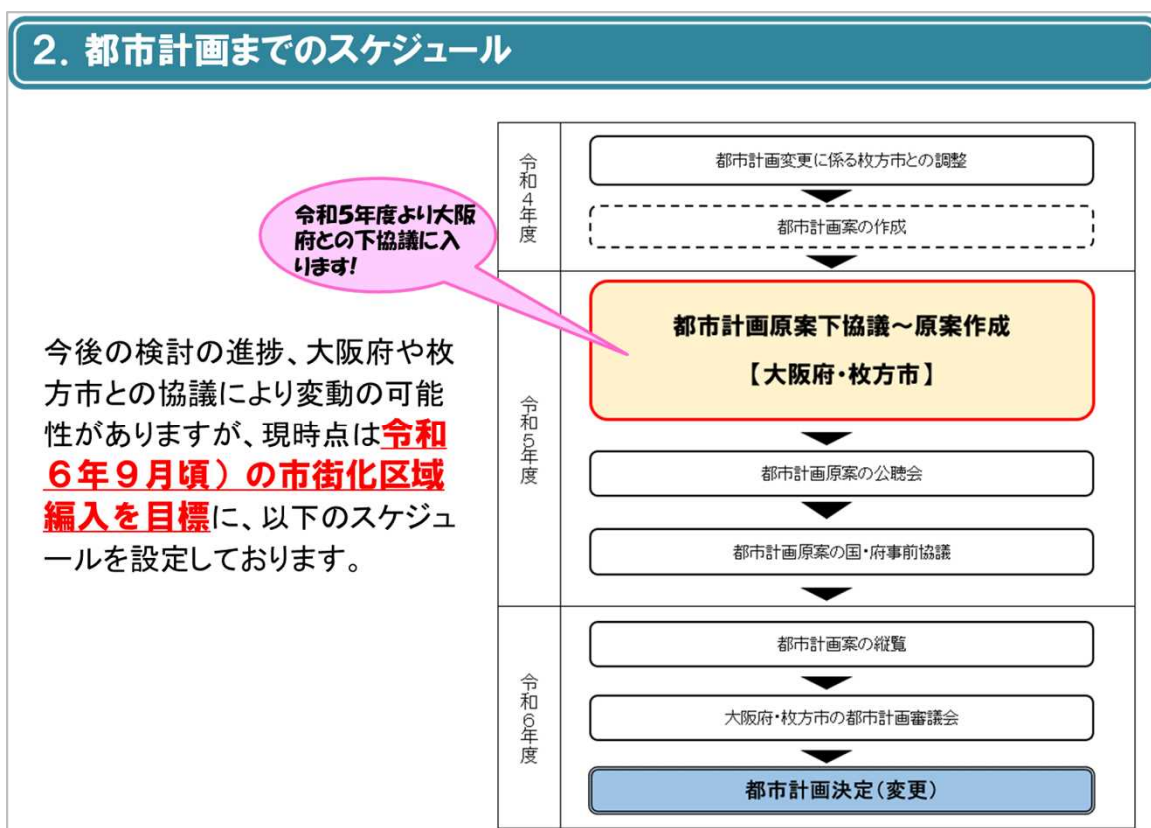 2. 都市計画までのスケジュール
令和5年度より大阪
府との下協議に入
ります!
今後の検討の進捗、大阪府や枚
方市との協議により変動の可能
性がありますが、現時点は令和
6年9月頃)の市街化区域
編入を目標に、以下のスケジュ
ールを設定しております。
令和4年度
都市計画変更に係る枚方市との調整
都市計画案の作成
令和5年度
都市計画原案下協議~原案作成
【大阪府・枚方市】
都市計画原案の公聴会
都市計画原案の国・府事前協議
令和6年度
都市計画案の縦覧
大阪府・枚方市の都市計画審議会
都市計画決定(変更)